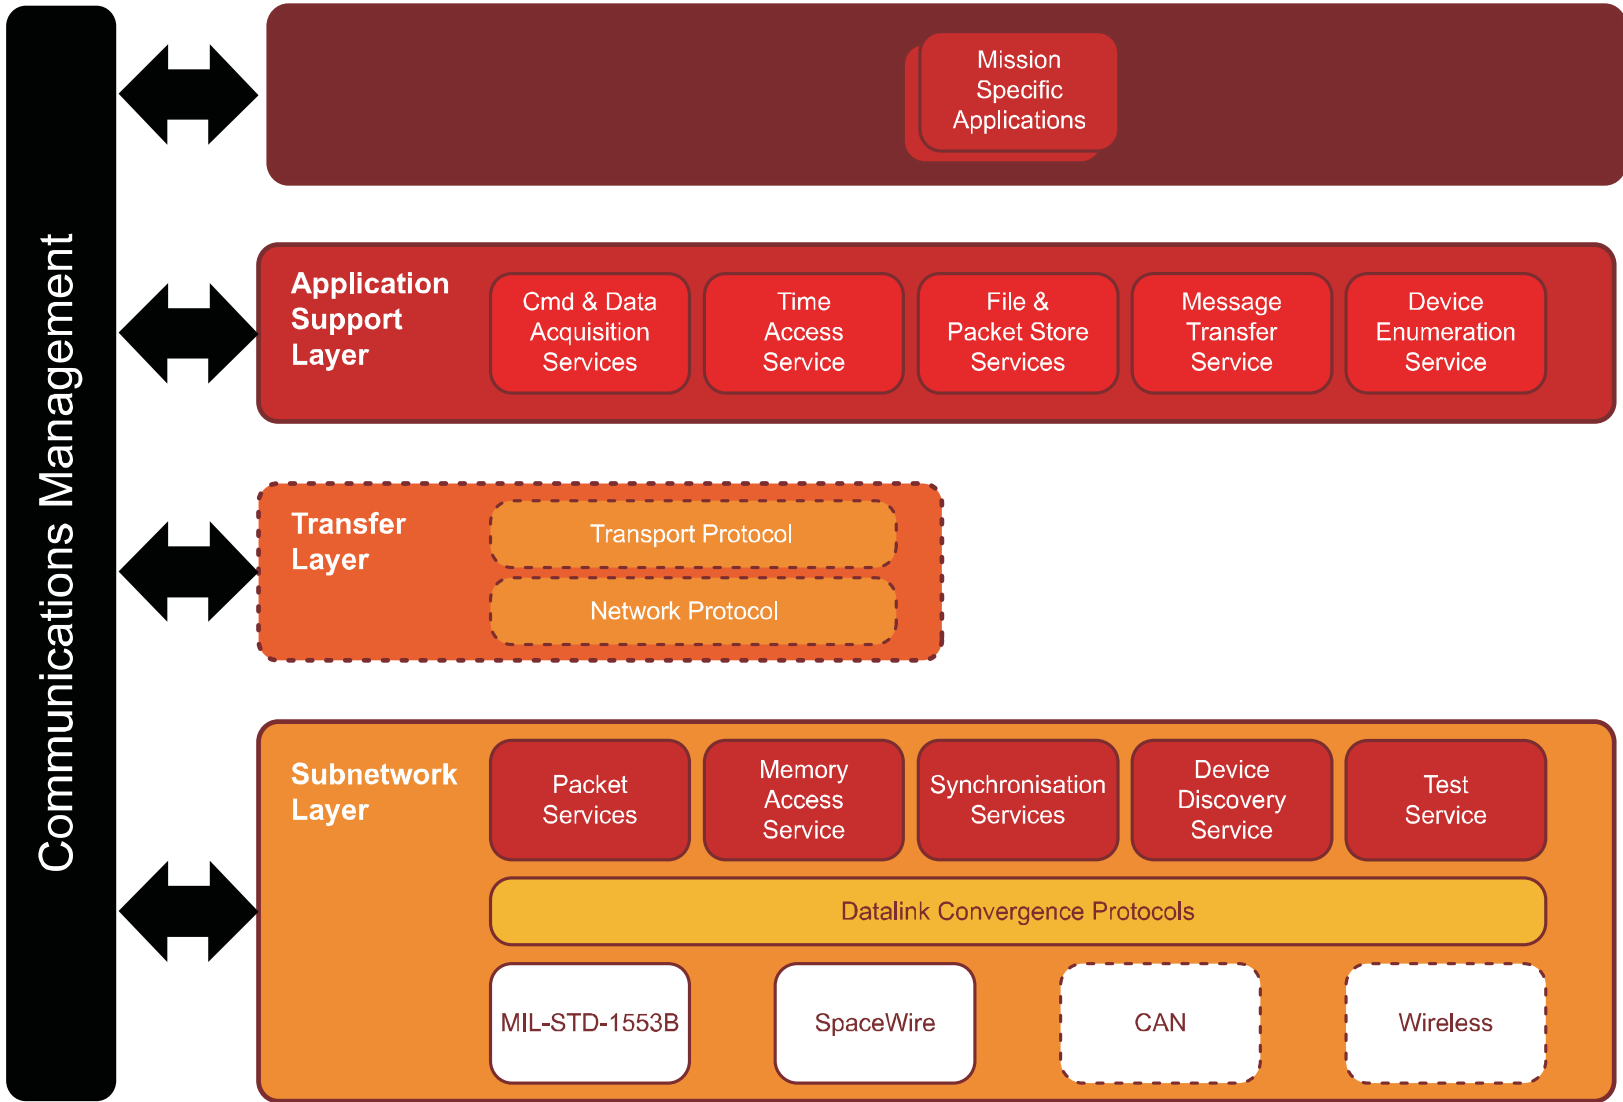 Communications Management
Mission
Specific
Applications
Application
Support
Layer
Cmd & Data
Acquisition
Services
Time
Access
Service
File &
Packet Store
Services
Message
Transfer
Service
Device
Enumeration
Service
Transfer
Layer
Transport Protocol
Network Protocol
Subnetwork
Layer
Packet
Services
Memory
Access
Service
Synchronisation
Services
Device
Discovery
Service
Test
Service
Datalink Convergence Protocols
MIL-STD-1553B
SpaceWire
CAN
Wireless